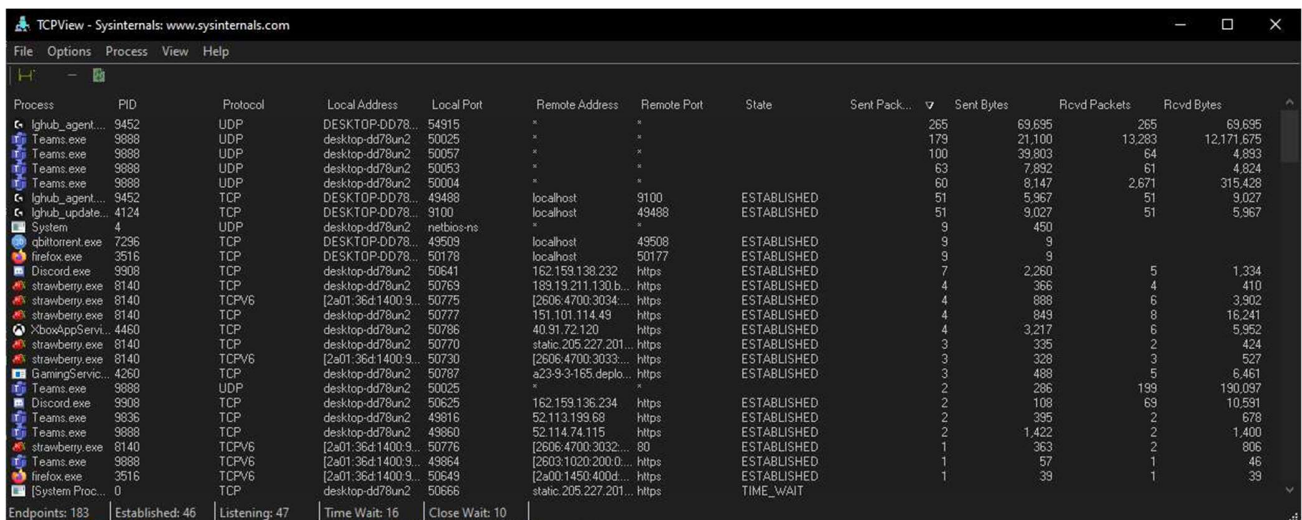 TCPView - Sysinternals: www.sysinternals.com
File Options Process View Help
Process PID Protocol Local Address Local Port Remote Address Remote Port State Sent Pack... Sent Bytes Rcvd Packets Rcvd Bytes
lghub_agent.... 9452 UDP DESKTOP-DD78... 54915 * * 265 69,695 265 69,695
Teams.exe 9888 UDP desktop-dd78un2 50025 * * 179 21,100 13,283 12,171,675
Teams.exe 9888 UDP desktop-dd78un2 50057 * * 100 39,803 64 4,893
Teams.exe 9888 UDP desktop-dd78un2 50053 * * 63 7,892 61 4,824
Teams.exe 9888 UDP desktop-dd78un2 50004 * * 60 8,147 2,671 315,428
lghub_agent.... 9452 TCP DESKTOP-DD78... 49488 localhost 9100 ESTABLISHED 51 5,967 51 9,027
lghub_update... 4124 TCP DESKTOP-DD78... 9100 localhost 49488 ESTABLISHED 51 9,027 51 5,967
System 4 UDP desktop-dd78un2 netbios-ns * * 9 450
qbittorrent.exe 7296 TCP DESKTOP-DD78... 49509 localhost 49508 ESTABLISHED 9 9
firefox.exe 3516 TCP DESKTOP-DD78... 50178 localhost 50177 ESTABLISHED 9 9
Discord.exe 9908 TCP desktop-dd78un2 50641 162.159.138.232 https ESTABLISHED 7 2,260 5 1,334
strawberry.exe 8140 TCP desktop-dd78un2 50769 189.19.211.130.b... https ESTABLISHED 4 366 4 410
strawberry.exe 8140 TCPV6 [2a01:36d:1400:9... 50775 [2606:4700:3034:... https ESTABLISHED 4 888 6 3,902
strawberry.exe 8140 TCP desktop-dd78un2 50777 151.101.114.49 https ESTABLISHED 4 849 8 16,241
XboxAppServi... 4460 TCP desktop-dd78un2 50786 40.91.72.120 https ESTABLISHED 4 3,217 6 5,952
strawberry.exe 8140 TCP desktop-dd78un2 50770 static.205.227.201... https ESTABLISHED 3 335 2 424
strawberry.exe 8140 TCPV6 [2a01:36d:1400:9... 50730 [2606:4700:3033:... https ESTABLISHED 3 328 3 527
GamingServic... 4260 TCP desktop-dd78un2 50787 a23-9-3-165.deplo... https ESTABLISHED 3 488 5 6,461
Teams.exe 9888 UDP desktop-dd78un2 50025 * * 2 286 199 190,097
Discord.exe 9908 TCP desktop-dd78un2 50625 162.159.136.234 https ESTABLISHED 2 108 69 10,591
Teams.exe 9836 TCP desktop-dd78un2 49816 52.113.199.68 https ESTABLISHED 2 395 2 678
Teams.exe 9888 TCP desktop-dd78un2 49860 52.114.74.115 https ESTABLISHED 2 1,422 2 1,400
strawberry.exe 8140 TCPV6 [2a01:36d:1400:9... 50776 [2606:4700:3032:... 80 ESTABLISHED 1 363 2 806
Teams.exe 9888 TCPV6 [2a01:36d:1400:9... 49864 [2603:1020:200:0... https ESTABLISHED 1 57 1 46
firefox.exe 3516 TCPV6 [2a01:36d:1400:9... 50649 [2a00:1450:400d:... https ESTABLISHED 1 39 1 39
[System Proc... 0 TCP desktop-dd78un2 50666 static.205.227.201... https TIME_WAIT
Endpoints: 183 Established: 46 Listening: 47 Time Wait: 16 Close Wait: 10